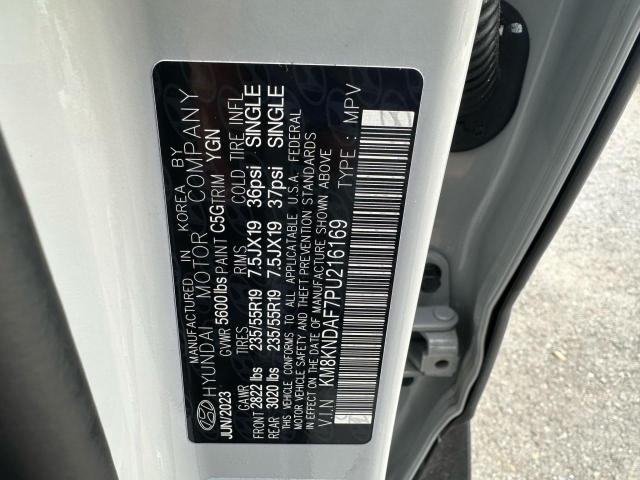 MANUFACTURED IN KOREA BY
HYUNDAI MOTOR COMPANY
JUN/2023 GVWR 5600 lbs PAINT C5G TRIM YGN
GAWR TIRES RIMS COLD TIRE INFL
FRONT 2822 lbs 235/55R19 7.5JX19 36psi SINGLE
REAR 3020 lbs 235/55R19 7.5JX19 37psi SINGLE
THIS VEHICLE CONFORMS TO ALL APPLICABLE U.S.A. FEDERAL
MOTOR VEHICLE SAFETY AND THEFT PREVENTION STANDARDS
IN EFFECT ON THE DATE OF MANUFACTURE SHOWN ABOVE
V.I.N KM8KNDAF7PU216169 TYPE : MPV